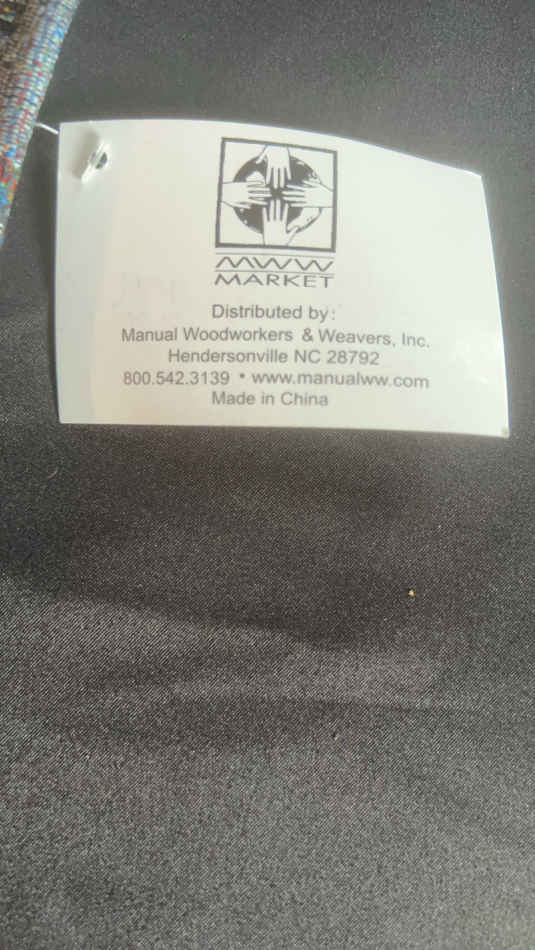 MWW
MARKET
Distributed by:
Manual Woodworkers & Weavers, Inc.
Hendersonville NC 28792
800.542.3139 * www.manualww.com
Made in China